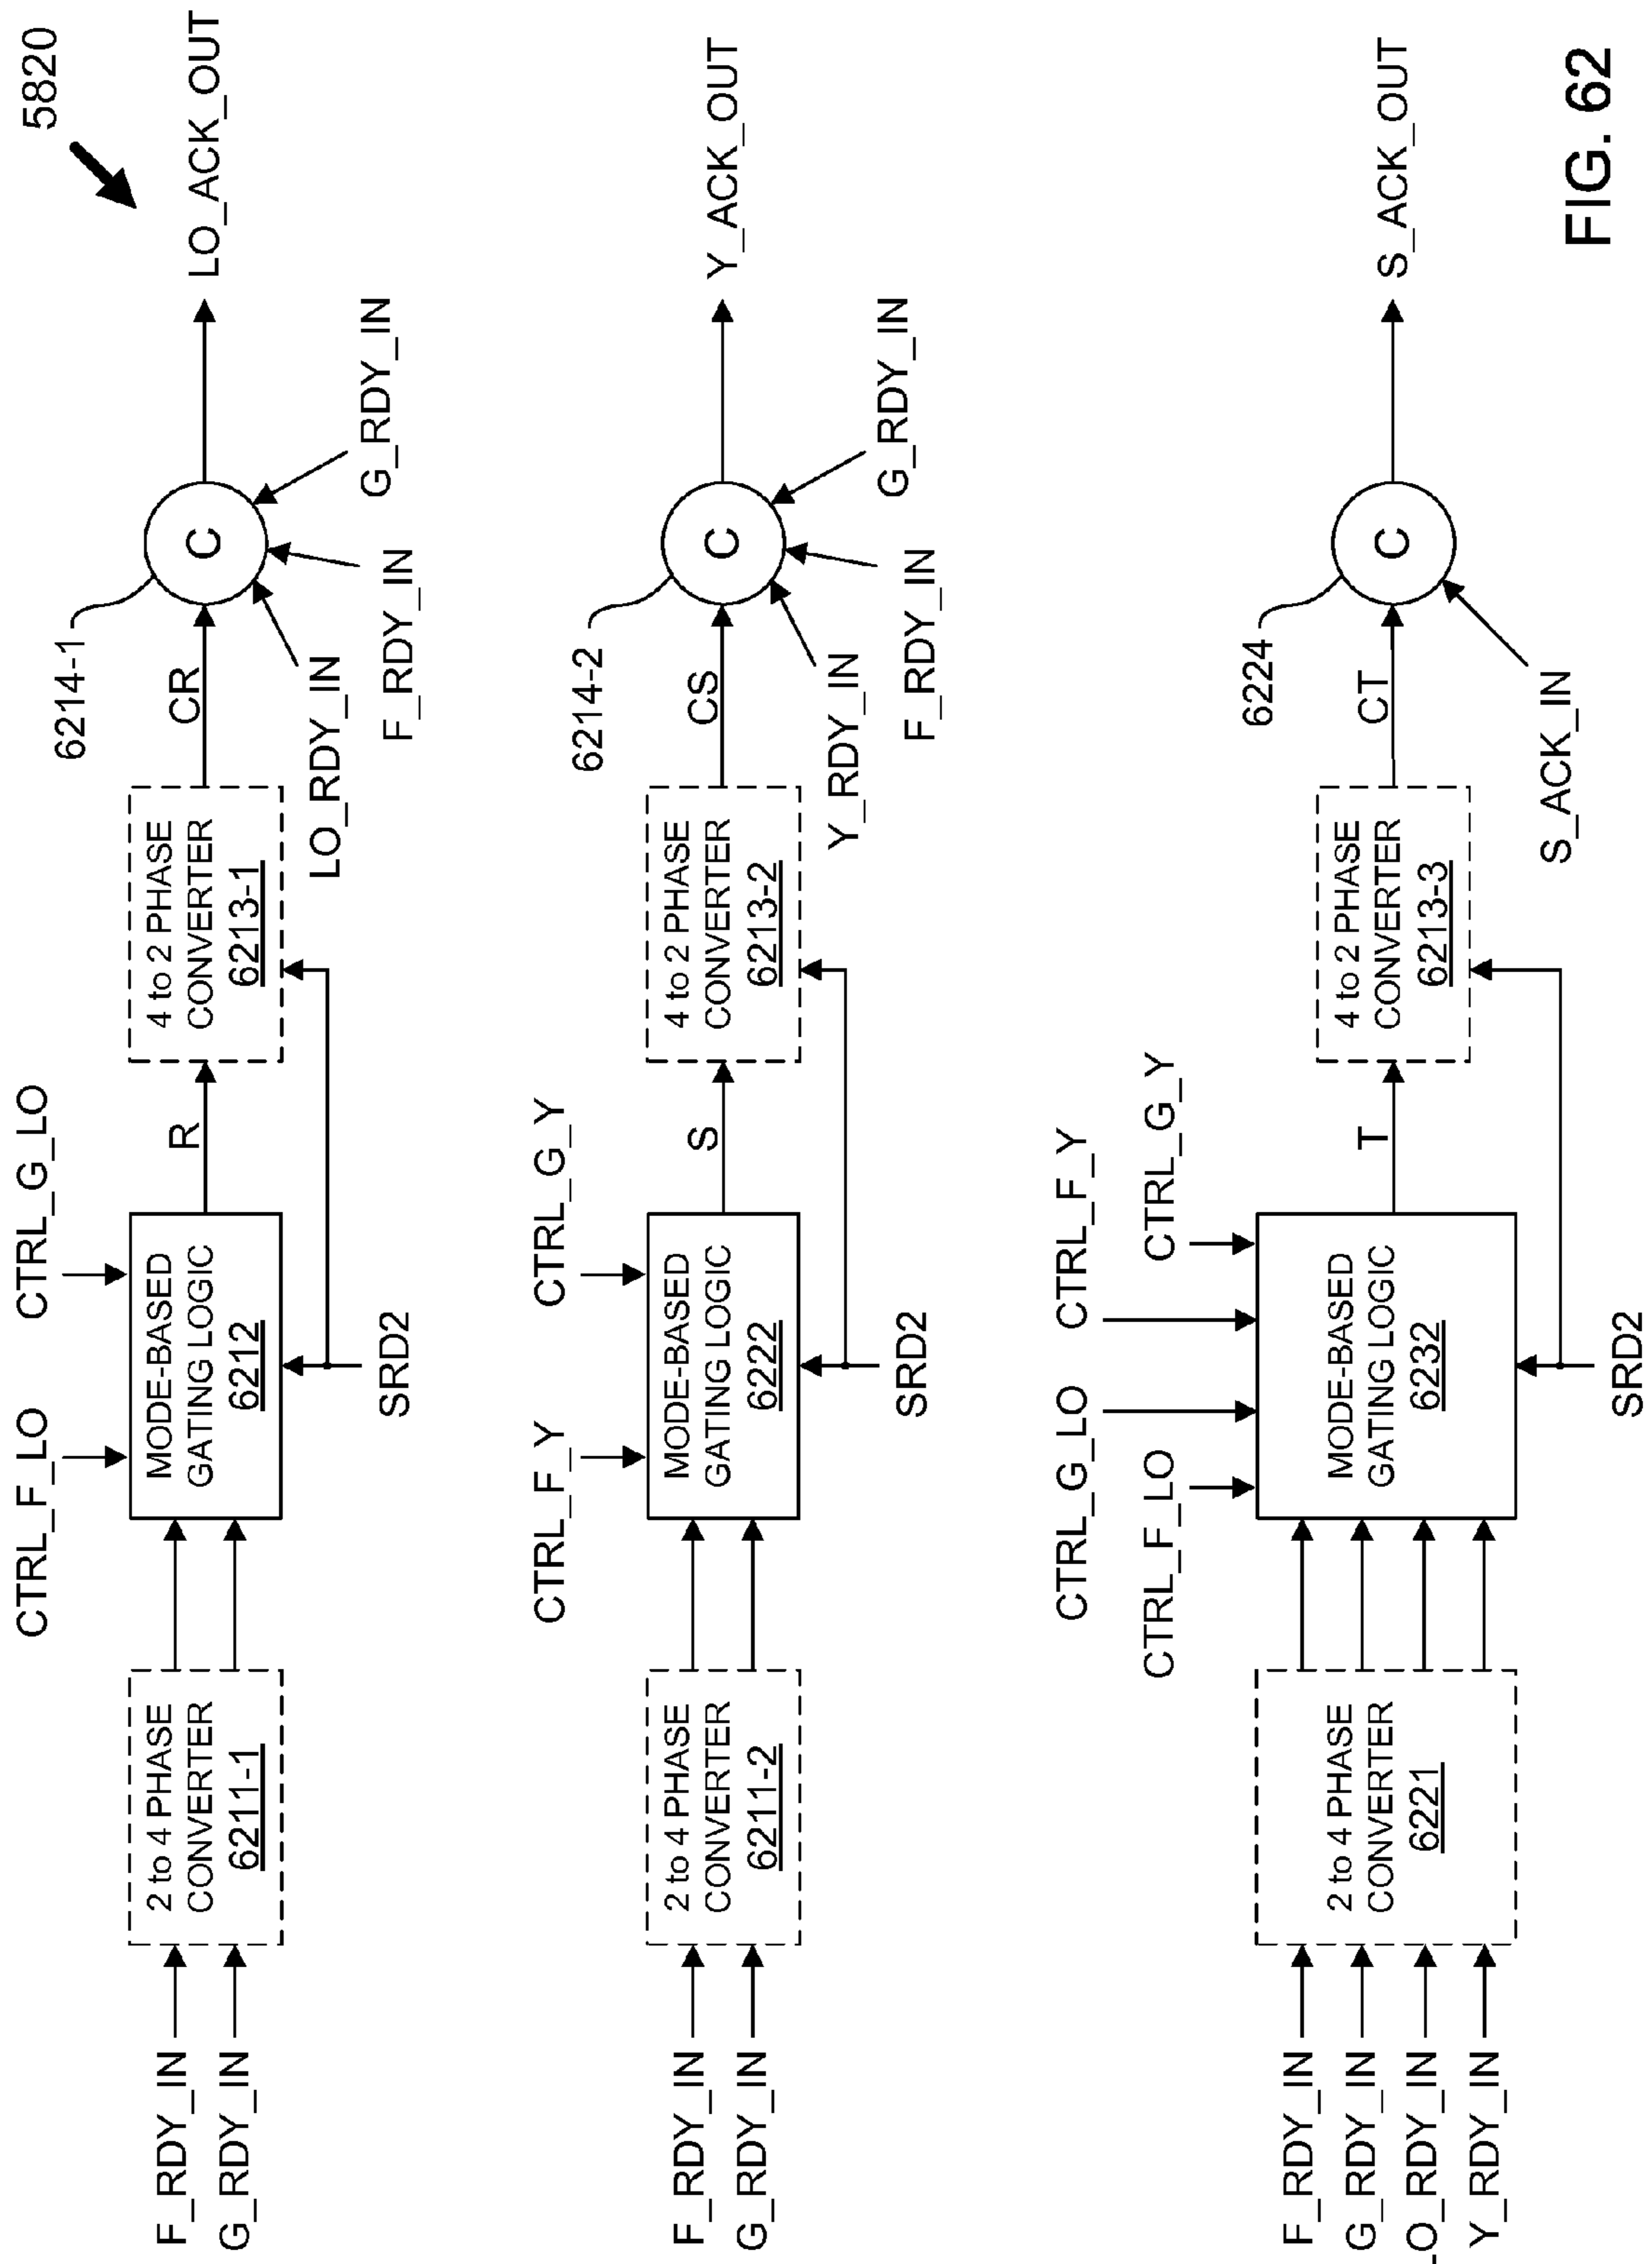 5820
F_RDY_IN
G_RDY_IN
2 to 4 PHASE
CONVERTER
6211-1
CTRL_F_LO
CTRL_G_LO
MODE-BASED
GATING LOGIC
6212
SRD2
R
4 to 2 PHASE
CONVERTER
6213-1
CR
6214-1
C
LO_RDY_IN
F_RDY_IN
G_RDY_IN
LO_ACK_OUT
F_RDY_IN
G_RDY_IN
2 to 4 PHASE
CONVERTER
6211-2
CTRL_F_Y
CTRL_G_Y
MODE-BASED
GATING LOGIC
6222
SRD2
S
4 to 2 PHASE
CONVERTER
6213-2
CS
6214-2
C
Y_RDY_IN
F_RDY_IN
G_RDY_IN
Y_ACK_OUT
F_RDY_IN
G_RDY_IN
LO_RDY_IN
Y_RDY_IN
2 to 4 PHASE
CONVERTER
6221
CTRL_G_LO
CTRL_F_Y
CTRL_F_LO
CTRL_G_Y
MODE-BASED
GATING LOGIC
6232
SRD2
T
4 to 2 PHASE
CONVERTER
6213-3
CT
6224
C
S_ACK_IN
S_ACK_OUT
FIG. 62